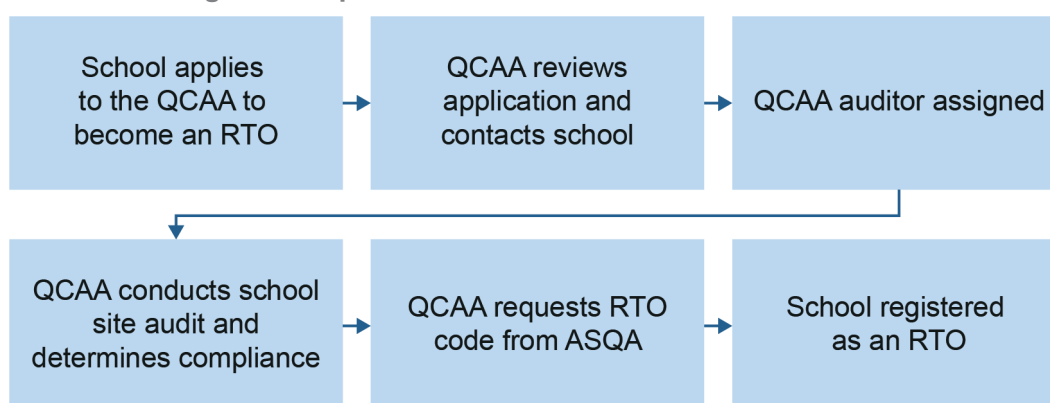 School applies
to the QCAA to
become an RTO
QCAA reviews
application and
contacts school
QCAA auditor assigned
QCAA conducts school
site audit and
determines compliance
QCAA requests RTO
code from ASQA
School registered
as an RTO